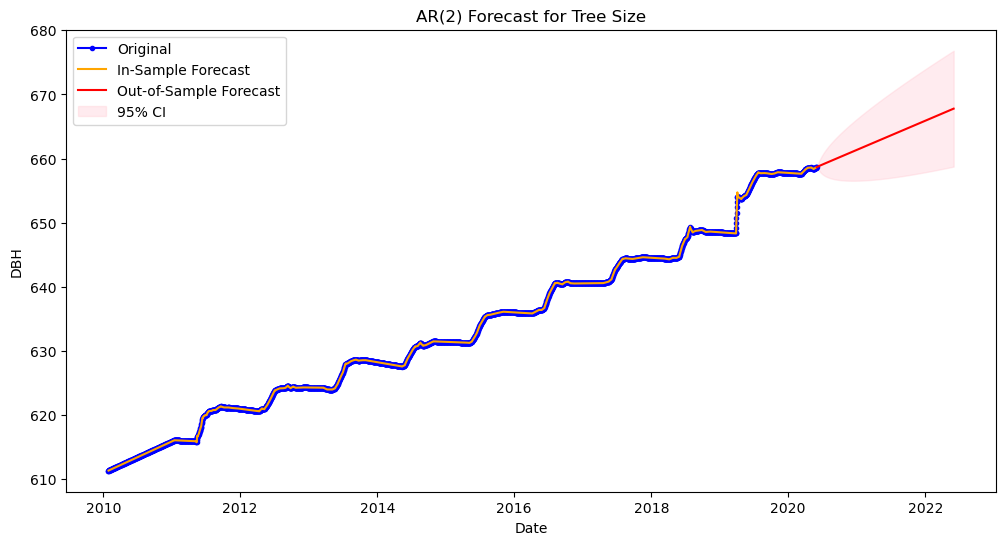 AR(2) Forecast for Tree Size
Original
In-Sample Forecast
Out-of-Sample Forecast
95% CI
680
670
660
650
640
630
620
610
DBH
2010
2012
2014
2016
2018
2020
2022
Date